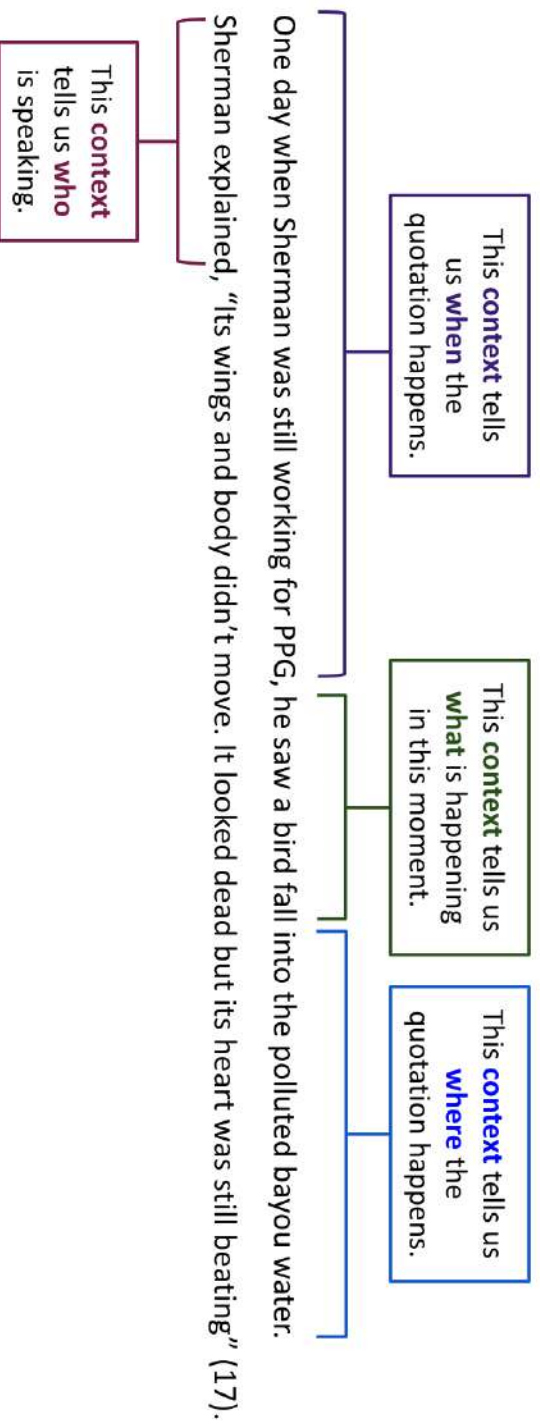 This context tells
us when the
quotation happens.
This context tells us
what is happening
in this moment.
This context tells us
where the
quotation happens.
One day when Sherman was still working for PPG, he saw a bird fall into the polluted bayou water.
Sherman explained, “Its wings and body didn’t move. It looked dead but its heart was still beating” (17).
This context
tells us who
is speaking.